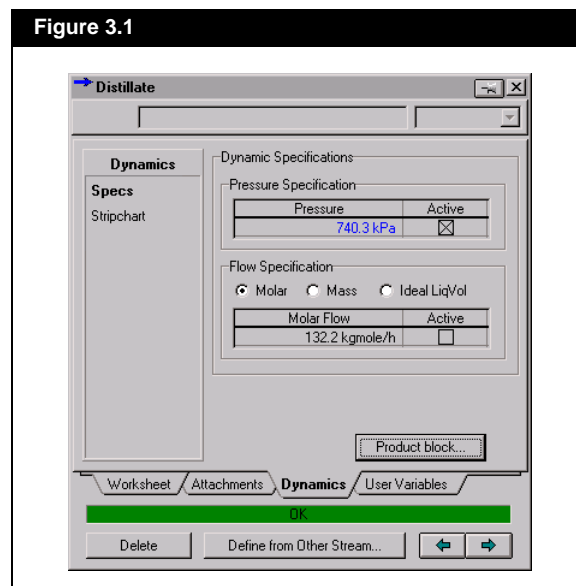 Figure 3.1
Distillate
Dynamics
Specs
Stripchart
Dynamic Specifications
Pressure Specification
Pressure Active
740.3 kPa
Flow Specification
Molar Mass Ideal LiqVol
Molar Flow Active
132.2 kgmole/h
Product block...
Worksheet Attachments Dynamics User Variables
OK
Delete Define from Other Stream...